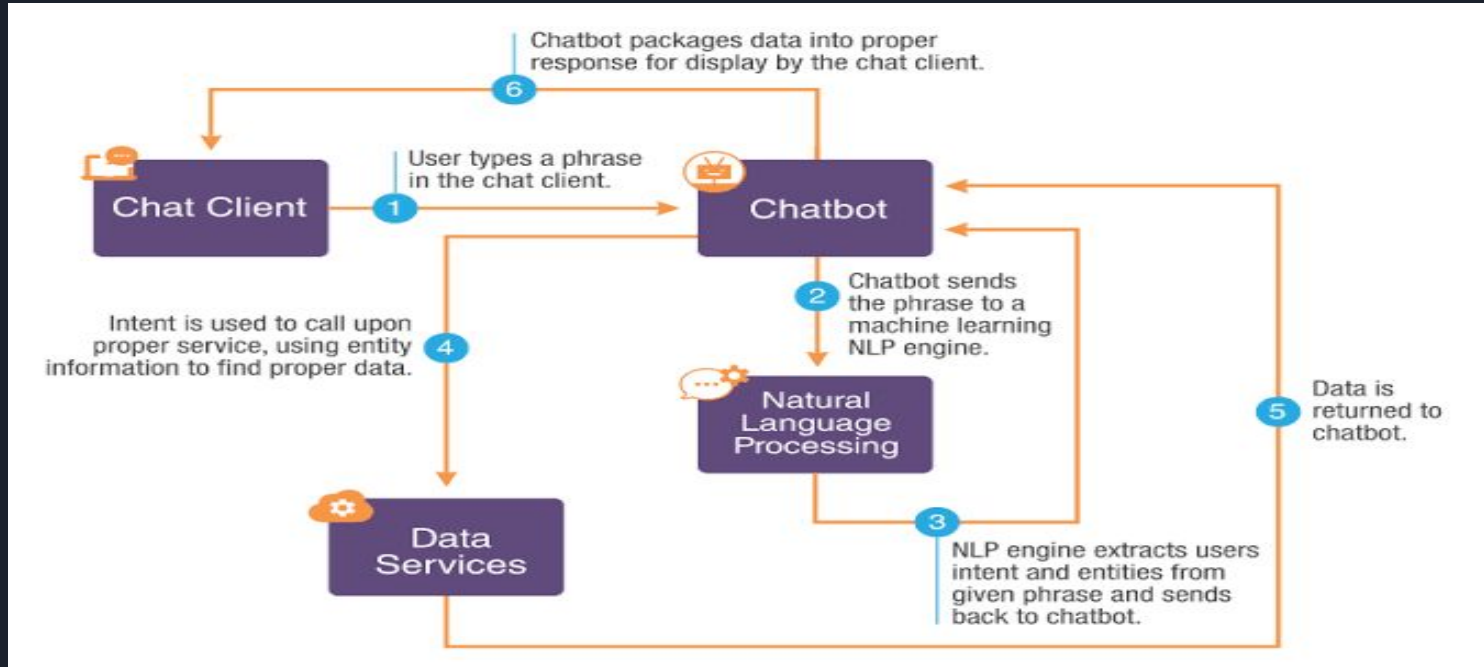 Chatbot packages data into proper
response for display by the chat client.
6
User types a phrase
in the chat client.
Chat Client
1
Chatbot
2
Chatbot sends
the phrase to a
machine learning
NLP engine.
Intent is used to call upon
proper service, using entity
information to find proper data.
4
Natural
Language
Processing
5
Data is
returned to
chatbot.
3
Data
Services
NLP engine extracts users
intent and entities from
given phrase and sends
back to chatbot.